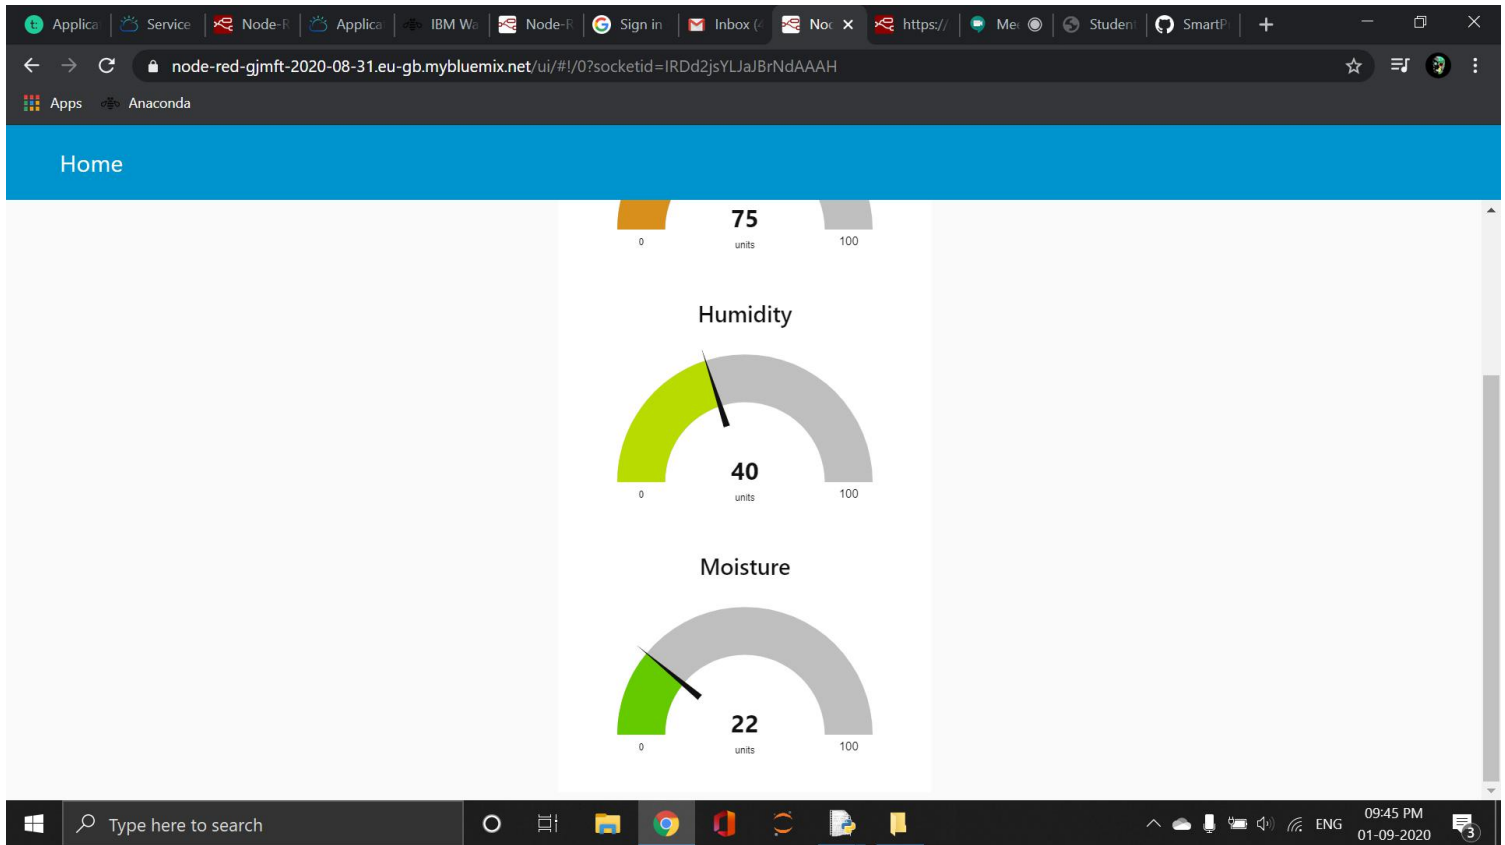 Applica Service Node-R Applica IBM Wa Node-R Sign in Inbox (4 Noc https:// Mee Student SmartPr
node-red-gjmft-2020-08-31.eu-gb.mybluemix.net/ui/#!/0?socketid=IRDd2jsYLJaJBrNdAAAH
Apps Anaconda
Home
75
0 units 100
Humidity
40
0 units 100
Moisture
22
0 units 100
Type here to search
ENG
09:45 PM
01-09-2020
3